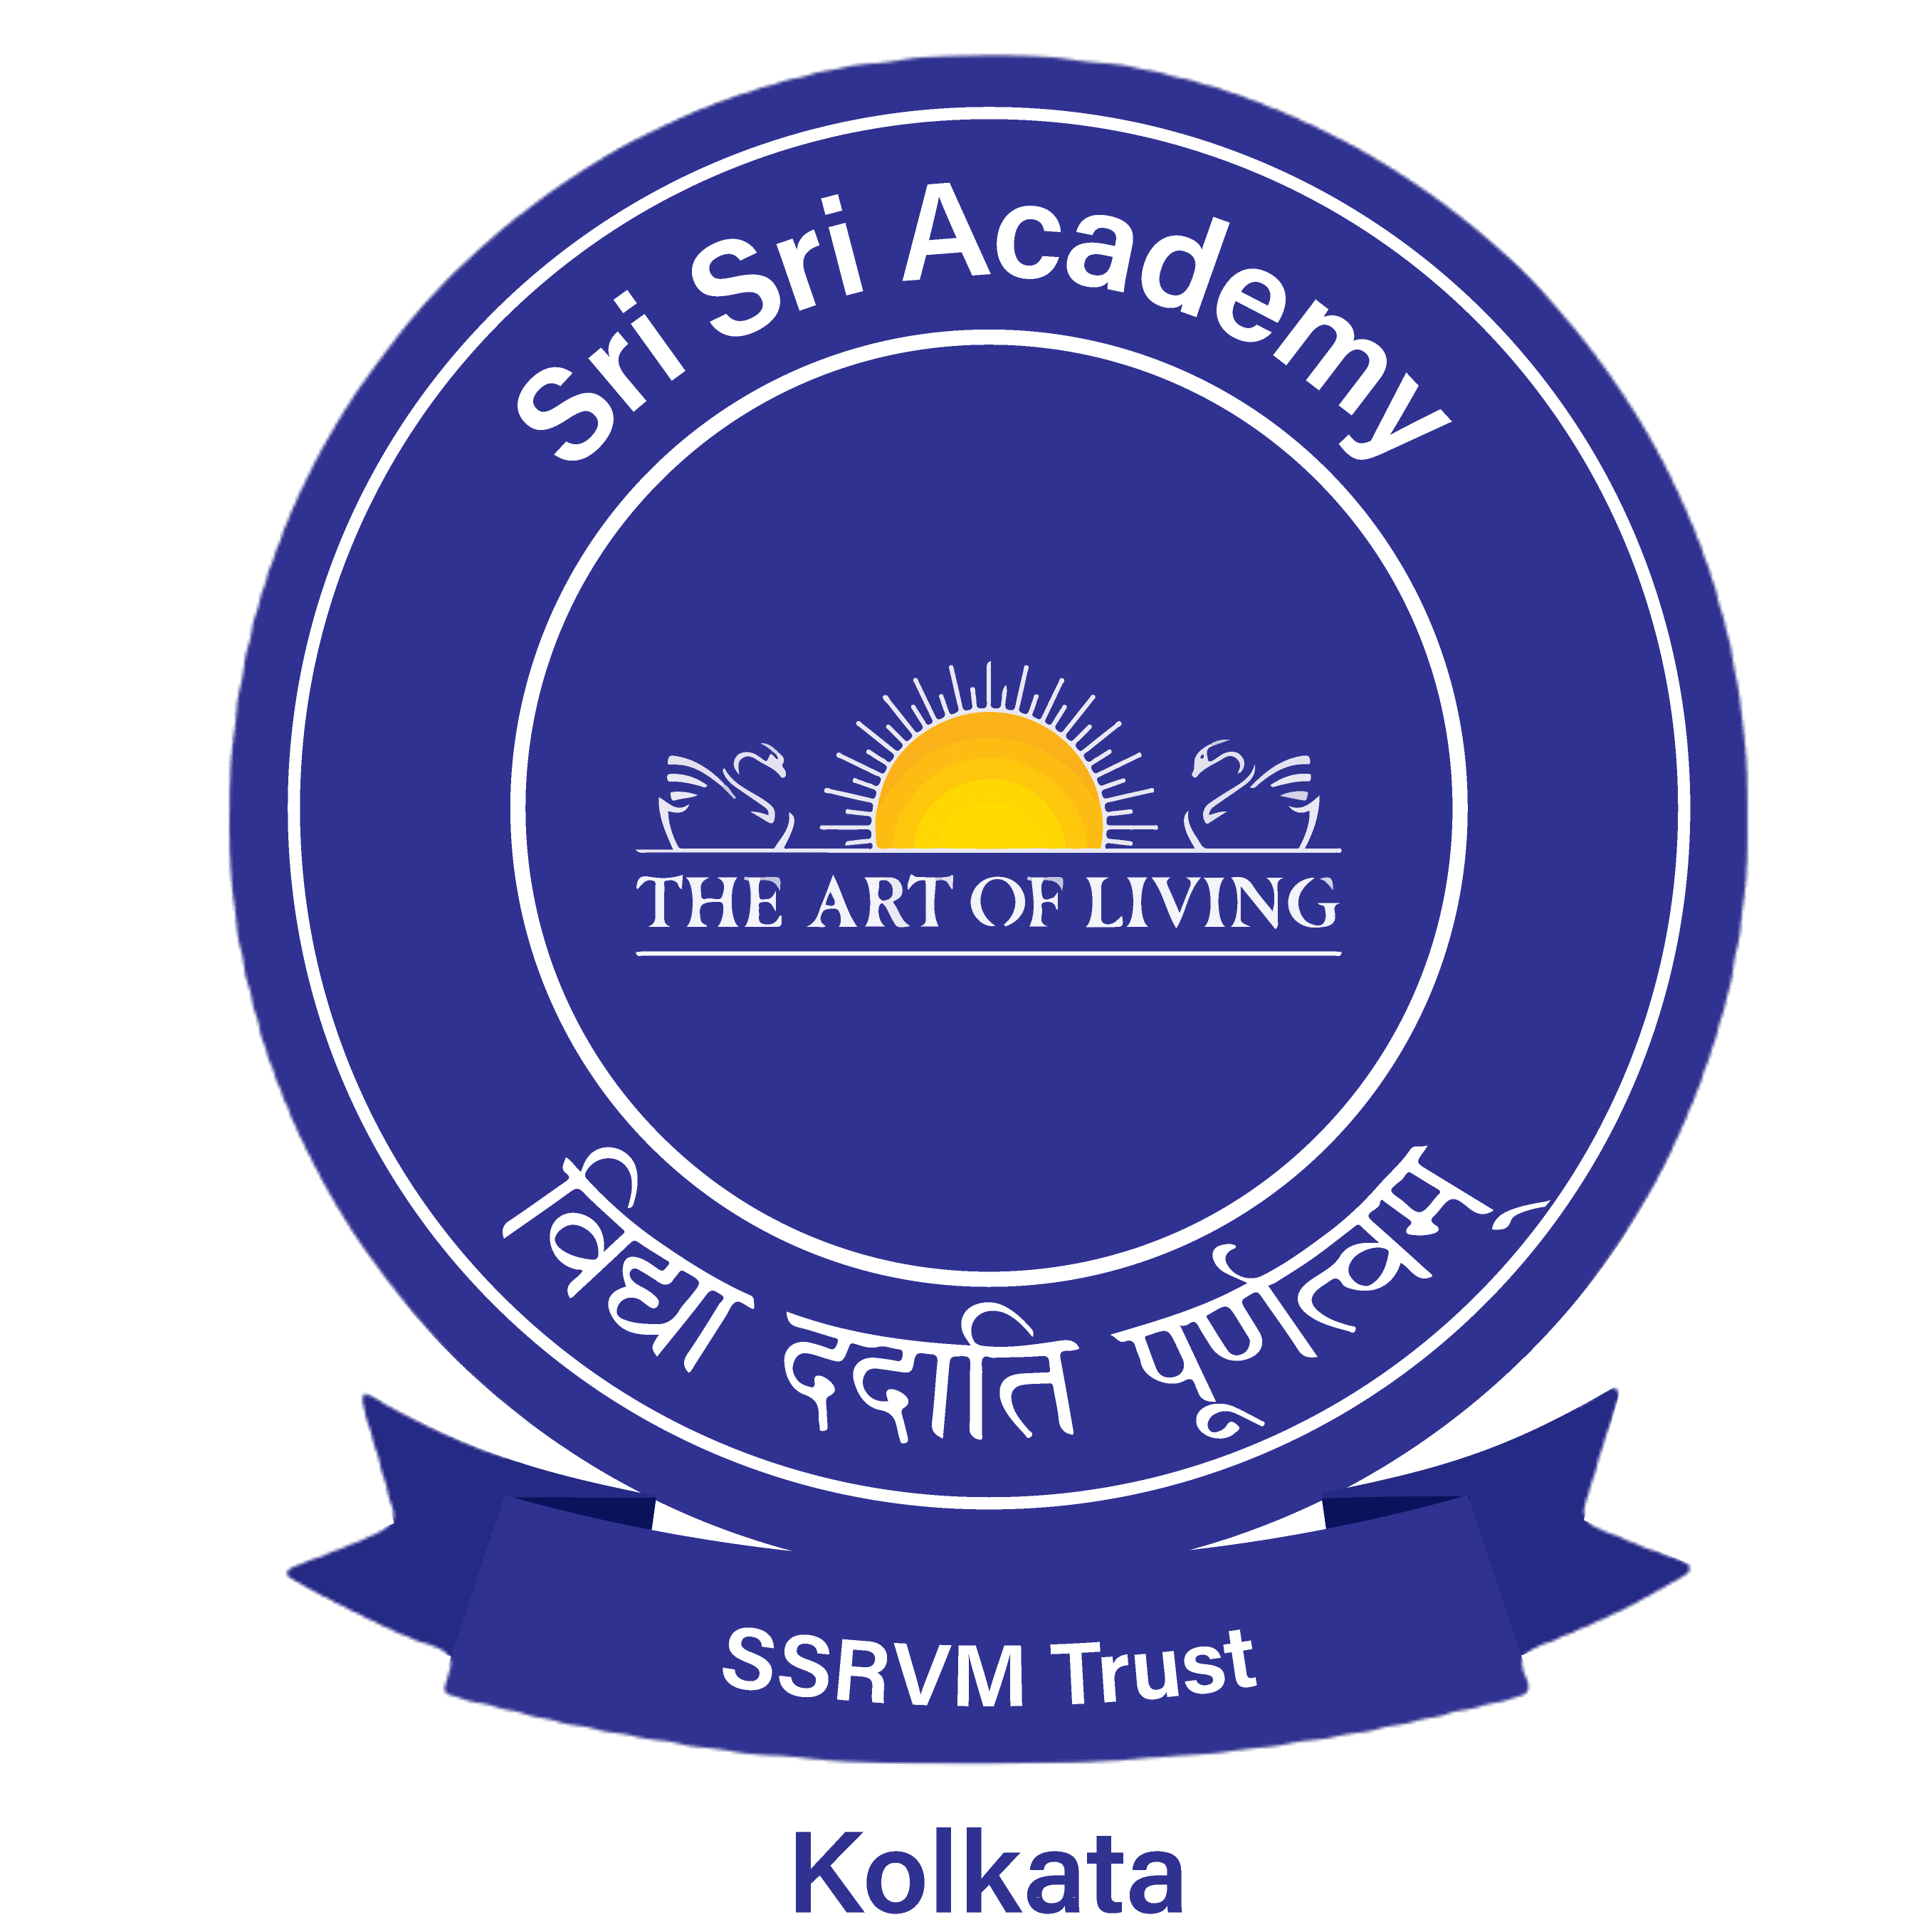 Sri Sri Academy
THE ART OF LIVING
विद्या ददाति पूर्णत्वम्
SSRVM Trust
Kolkata